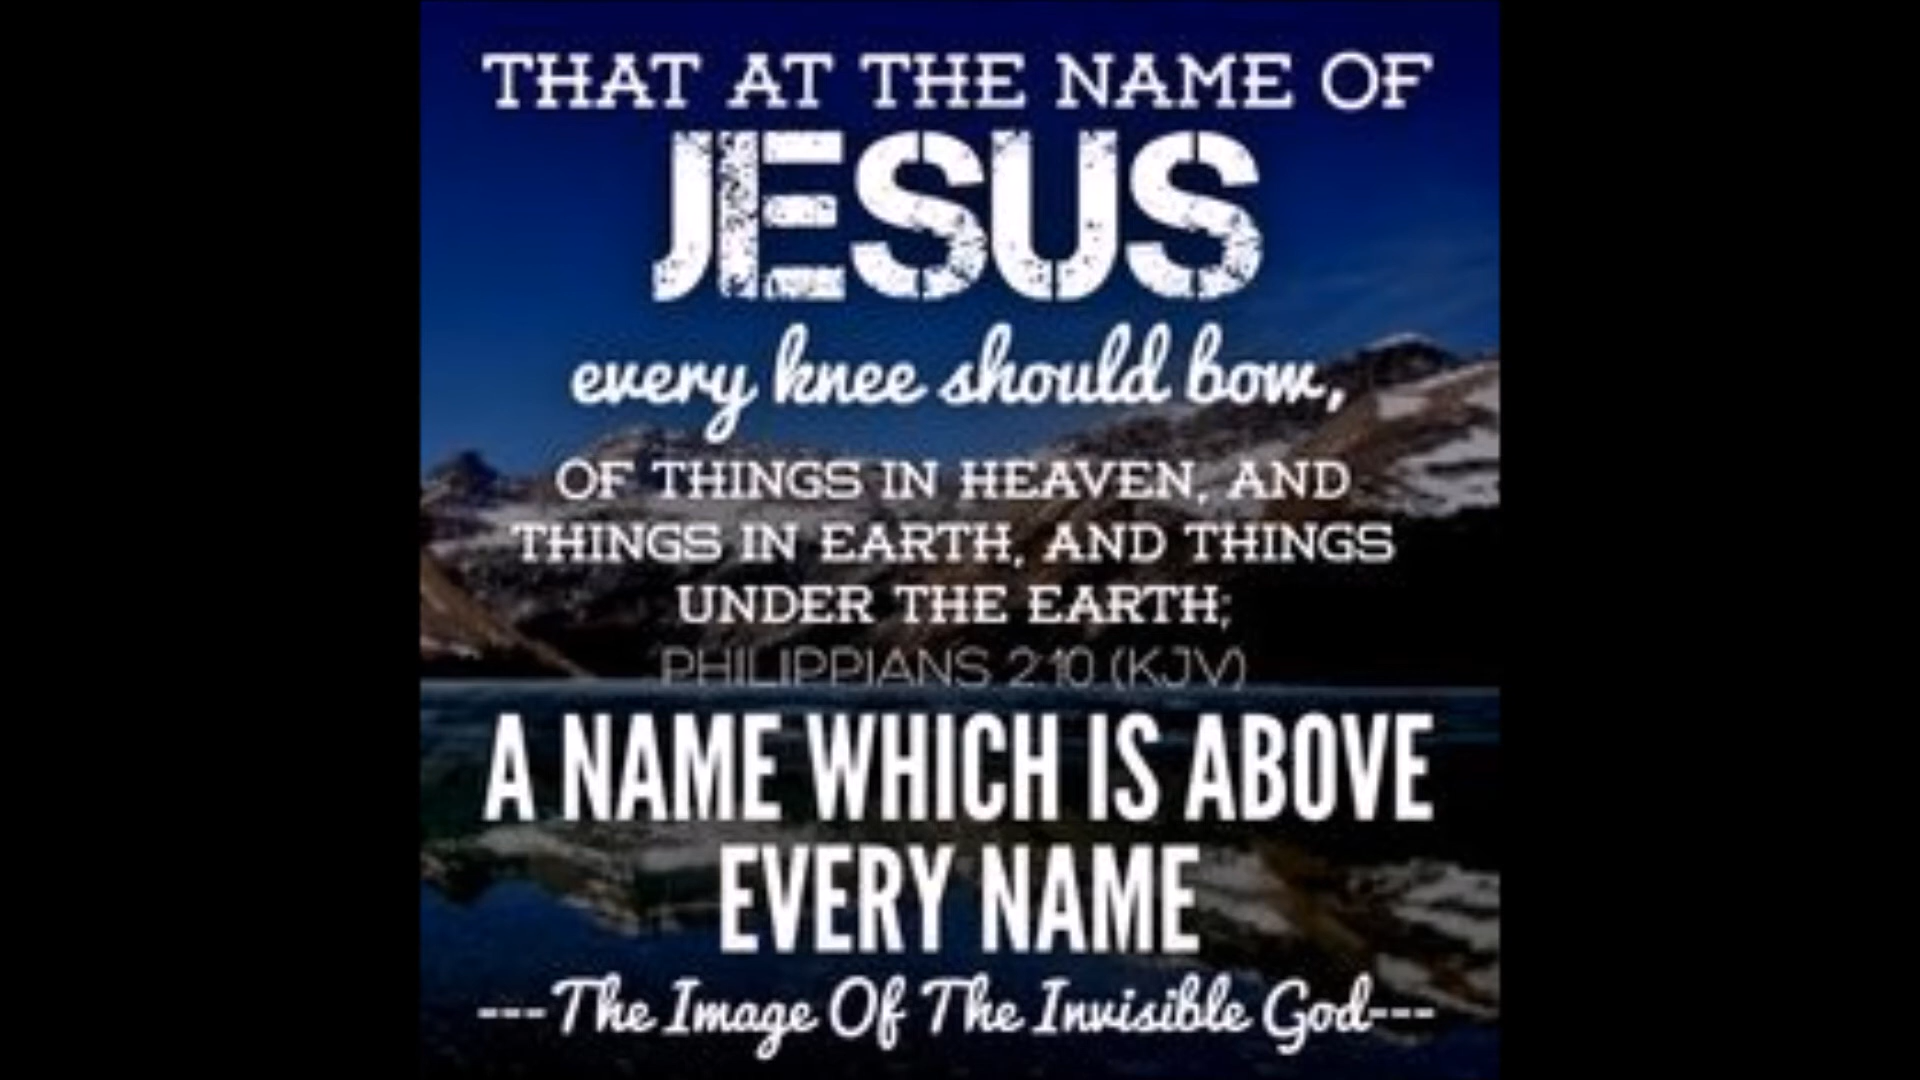 THAT AT THE NAME OF
JESUS
every knee should bow,
OF THINGS IN HEAVEN, AND
THINGS IN EARTH, AND THINGS
UNDER THE EARTH;
PHILIPPIANS 2:10 (KJV)
A NAME WHICH IS ABOVE
EVERY NAME
---The Image Of The Invisible God---